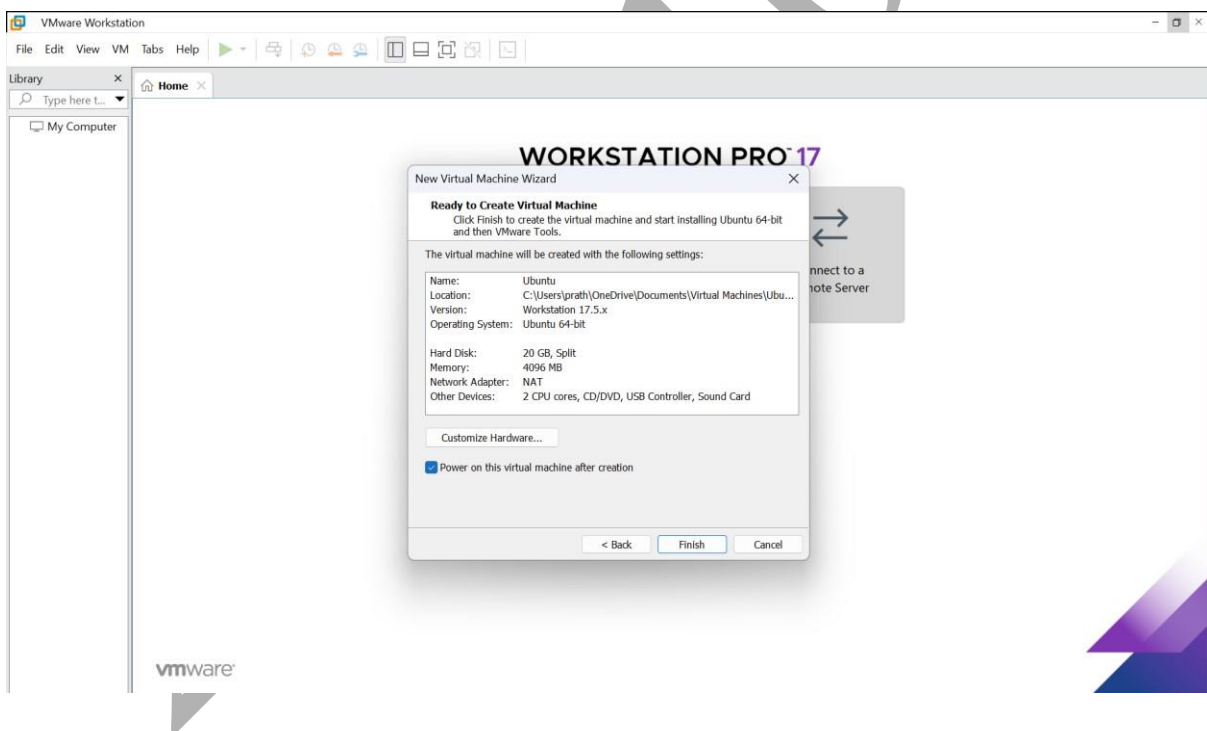 VMware Workstation
File Edit View VM Tabs Help
Library
Type here t...
Home
My Computer
WORKSTATION PRO™ 17
New Virtual Machine Wizard
Ready to Create Virtual Machine
Click Finish to create the virtual machine and start installing Ubuntu 64-bit
and then VMware Tools.
The virtual machine will be created with the following settings:
Name: Ubuntu
Location: C:\Users\prath\OneDrive\Documents\Virtual Machines\Ubu...
Version: Workstation 17.5.x
Operating System: Ubuntu 64-bit
Hard Disk: 20 GB, Split
Memory: 4096 MB
Network Adapter: NAT
Other Devices: 2 CPU cores, CD/DVD, USB Controller, Sound Card
Customize Hardware...
Power on this virtual machine after creation
< Back Finish Cancel
nnect to a
note Server
vmware